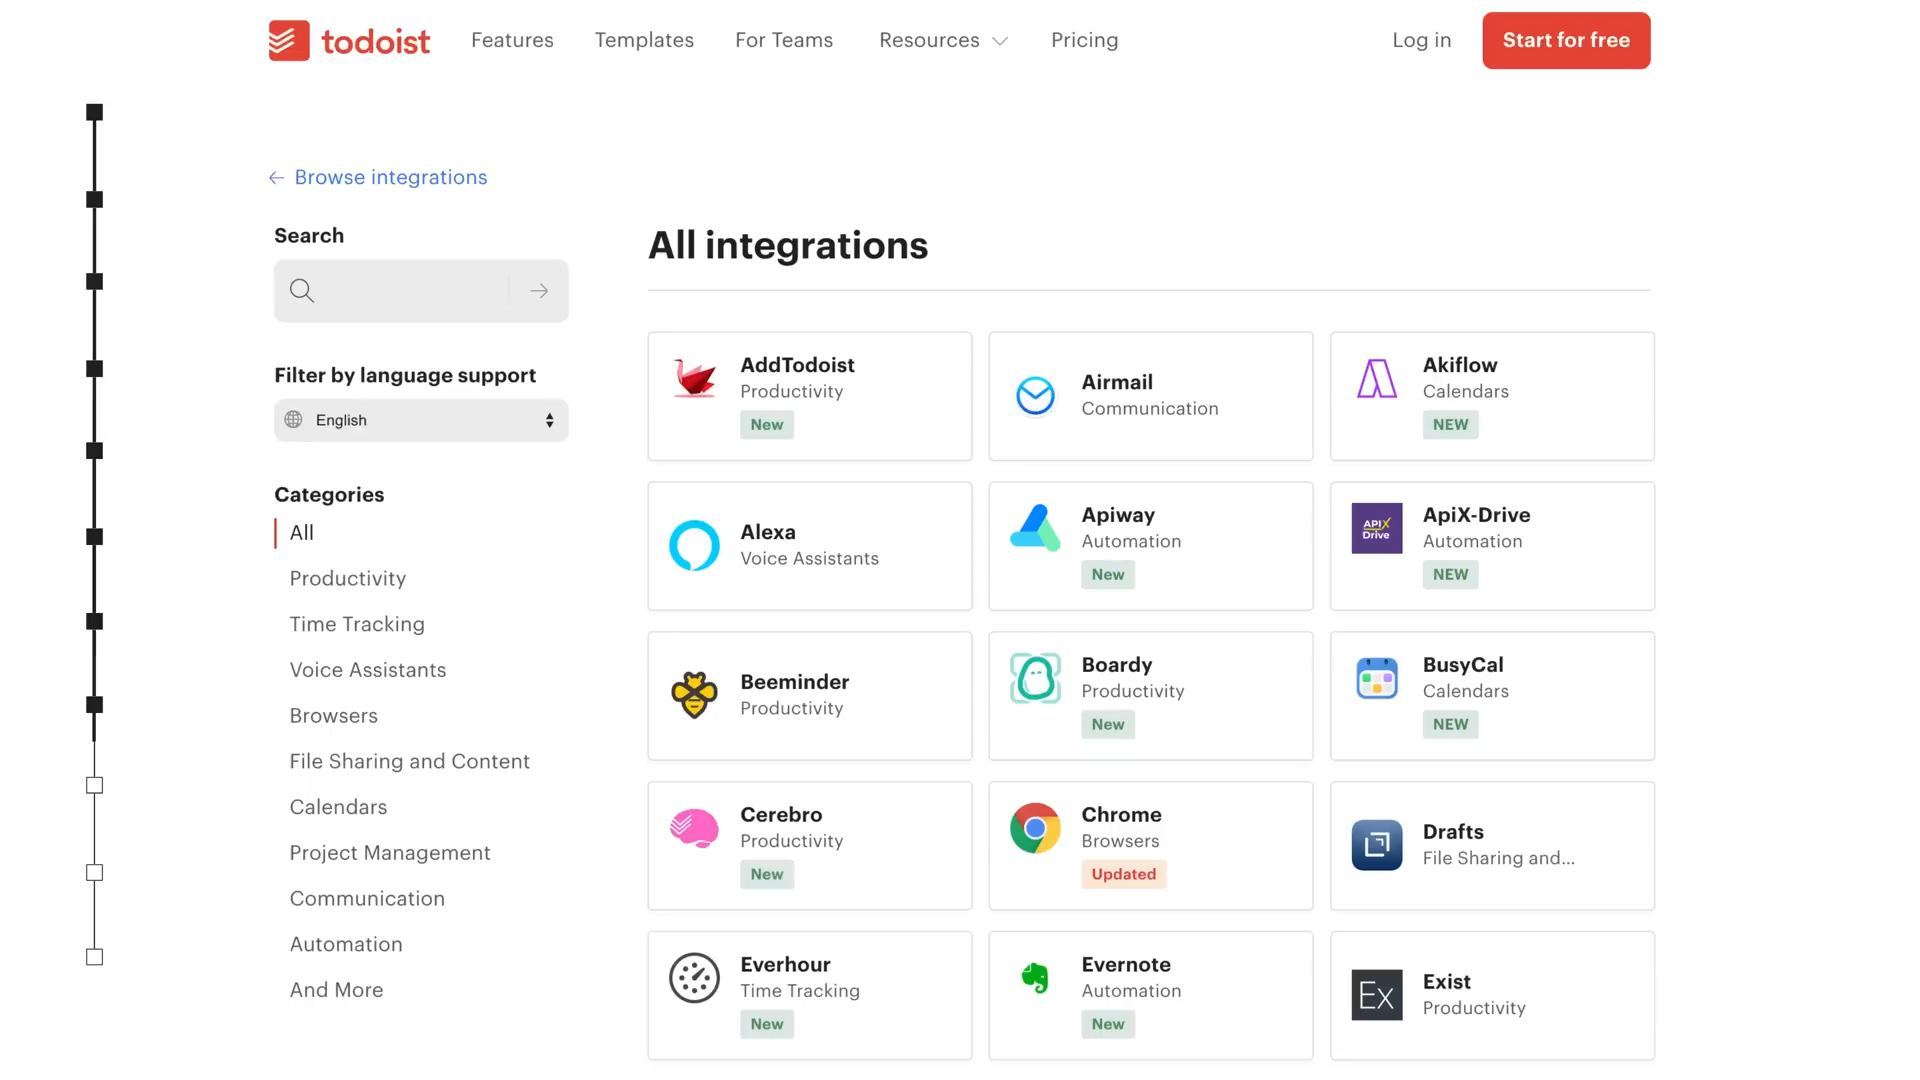 todoist Features Templates For Teams Resources Pricing Log in Start for free
← Browse integrations
Search
Filter by language support
English
Categories
All
Productivity
Time Tracking
Voice Assistants
Browsers
File Sharing and Content
Calendars
Project Management
Communication
Automation
And More
All integrations
AddTodoist
Productivity
New
Airmail
Communication
Akiflow
Calendars
NEW
Alexa
Voice Assistants
Apiway
Automation
New
APIX
Drive
ApiX-Drive
Automation
NEW
Beeminder
Productivity
Boardy
Productivity
New
BusyCal
Calendars
NEW
Cerebro
Productivity
New
Chrome
Browsers
Updated
Drafts
File Sharing and...
Everhour
Time Tracking
New
Evernote
Automation
New
Ex
Exist
Productivity